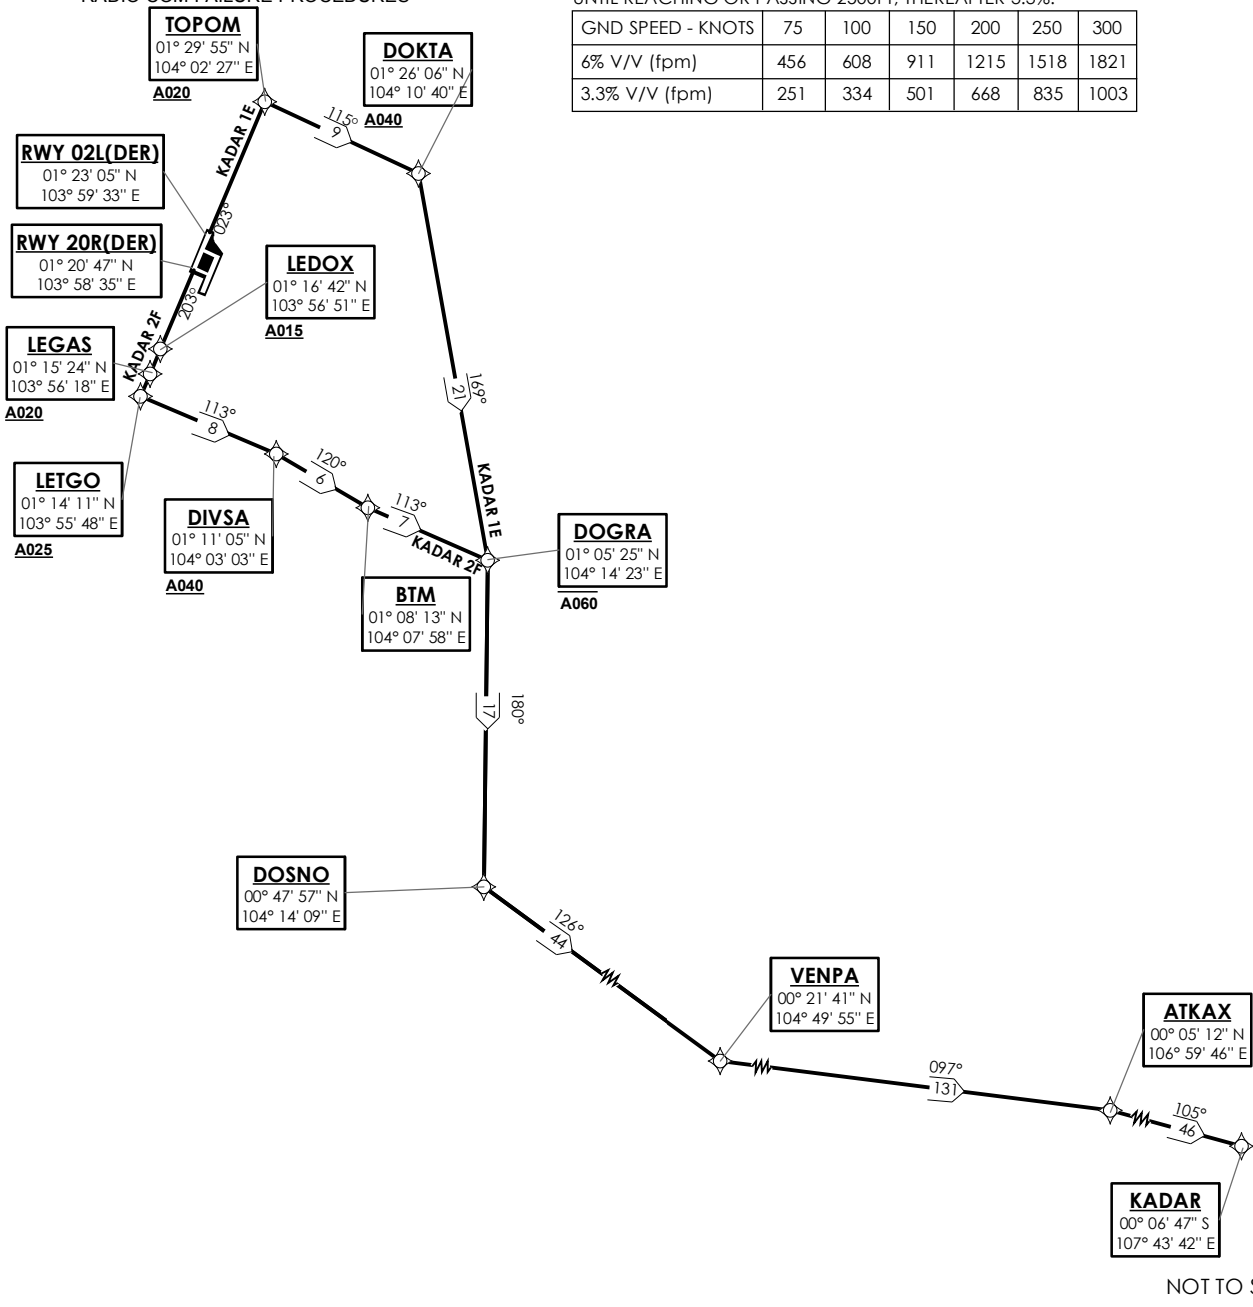 RADIO COM FAILURE PROCEDURES
UNTIL REACHING OR PASSING 2500FT, THEREAFTER 3.3%.
GND SPEED - KNOTS 75 100 150 200 250 300
6% V/V (fpm) 456 608 911 1215 1518 1821
3.3% V/V (fpm) 251 334 501 668 835 1003
TOPOM
01° 29' 55" N
104° 02' 27" E
A020
DOKTA
01° 26' 06" N
104° 10' 40" E
A040
115°
9
KADAR 1E
RWY 02L(DER)
01° 23' 05" N
103° 59' 33" E
023°
RWY 20R(DER)
01° 20' 47" N
103° 58' 35" E
203°
LEDOX
01° 16' 42" N
103° 56' 51" E
A015
KADAR 2F
LEGAS
01° 15' 24" N
103° 56' 18" E
A020
169°
21
113°
8
120°
6
113°
7
KADAR 1E
KADAR 2F
LETGO
01° 14' 11" N
103° 55' 48" E
A025
DIVSA
01° 11' 05" N
104° 03' 03" E
A040
BTM
01° 08' 13" N
104° 07' 58" E
DOGRA
01° 05' 25" N
104° 14' 23" E
A060
180°
17
DOSNO
00° 47' 57" N
104° 14' 09" E
126°
44
VENPA
00° 21' 41" N
104° 49' 55" E
097°
131
ATKAX
00° 05' 12" N
106° 59' 46" E
105°
46
KADAR
00° 06' 47" S
107° 43' 42" E
NOT TO S